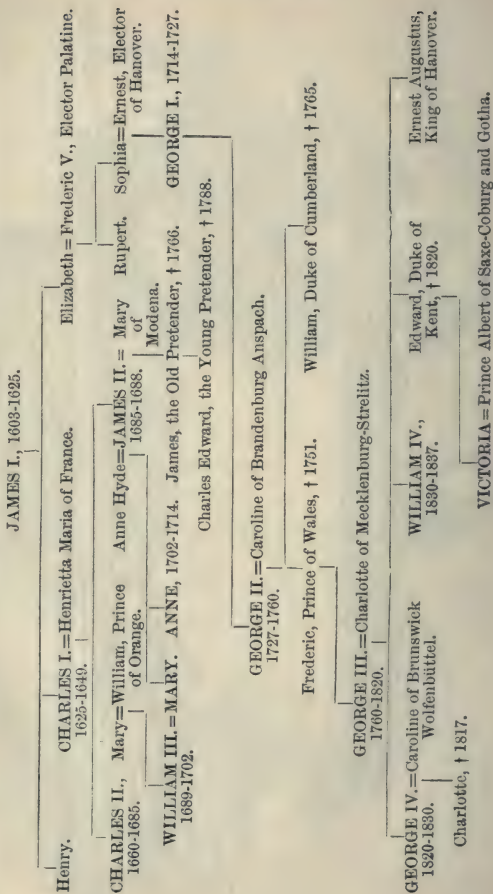 JAMES I., 1603-1625.
Henry.
CHARLES I.=Henrietta Maria of France.
1625-1649.
Elizabeth=Frederic V., Elector Palatine.
CHARLES II.,
1660-1685.
Mary=William, Prince
of Orange.
Anne Hyde=JAMES II.= Mary
1685-1688. of
Modena.
Rupert.
Sophia=Ernest, Elector
of Hanover.
WILLIAM III.=MARY. ANNE, 1702-1714. James, the Old Pretender, † 1766.
1689-1702.
GEORGE I., 1714-1727.
Charles Edward, the Young Pretender, † 1788.
GEORGE II.=Caroline of Brandenburg Anspach.
1727-1760.
Frederic, Prince of Wales, † 1751.
William, Duke of Cumberland, † 1765.
GEORGE III.=Charlotte of Mecklenburg-Strelitz.
1760-1820.
GEORGE IV.=Caroline of Brunswick
1820-1830. Wolfenbüttel.
WILLIAM IV.,
1830-1837.
Edward, Duke of
Kent, † 1820.
Ernest Augustus,
King of Hanover.
Charlotte, † 1817.
VICTORIA=Prince Albert of Saxe-Coburg and Gotha.